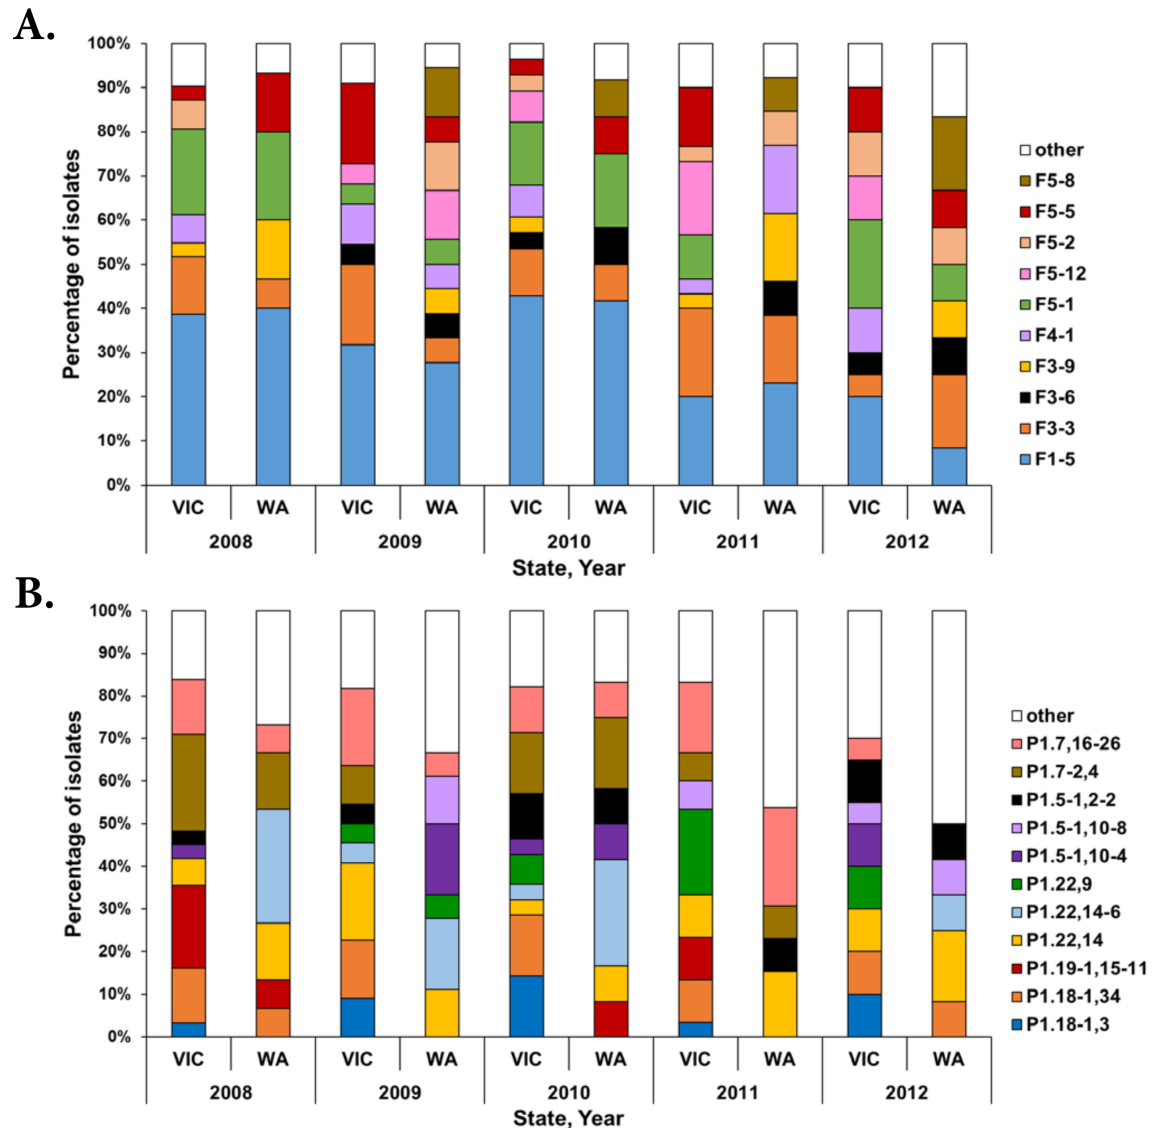 A.
100%
90%
80%
70%
60%
50%
40%
30%
20%
10%
0%
Percentage of isolates
VIC WA VIC WA VIC WA VIC WA VIC WA
2008 2009 2010 2011 2012
State, Year
other
F5-8
F5-5
F5-2
F5-12
F5-1
F4-1
F3-9
F3-6
F3-3
F1-5
B.
100%
90%
80%
70%
60%
50%
40%
30%
20%
10%
0%
Percentage of isolates
VIC WA VIC WA VIC WA VIC WA VIC WA
2008 2009 2010 2011 2012
State, Year
other
P1.7,16-26
P1.7-2,4
P1.5-1,2-2
P1.5-1,10-8
P1.5-1,10-4
P1.22,9
P1.22,14-6
P1.22,14
P1.19-1,15-11
P1.18-1,34
P1.18-1,3